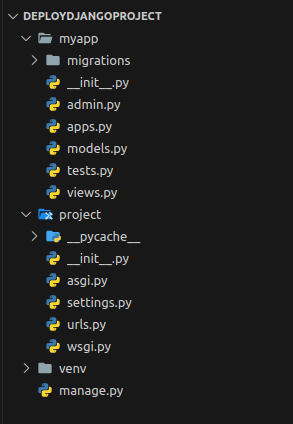 DEPLOYDJANGOPROJECT
myapp
migrations
__init__.py
admin.py
apps.py
models.py
tests.py
views.py
project
__pycache__
__init__.py
asgi.py
settings.py
urls.py
wsgi.py
venv
manage.py